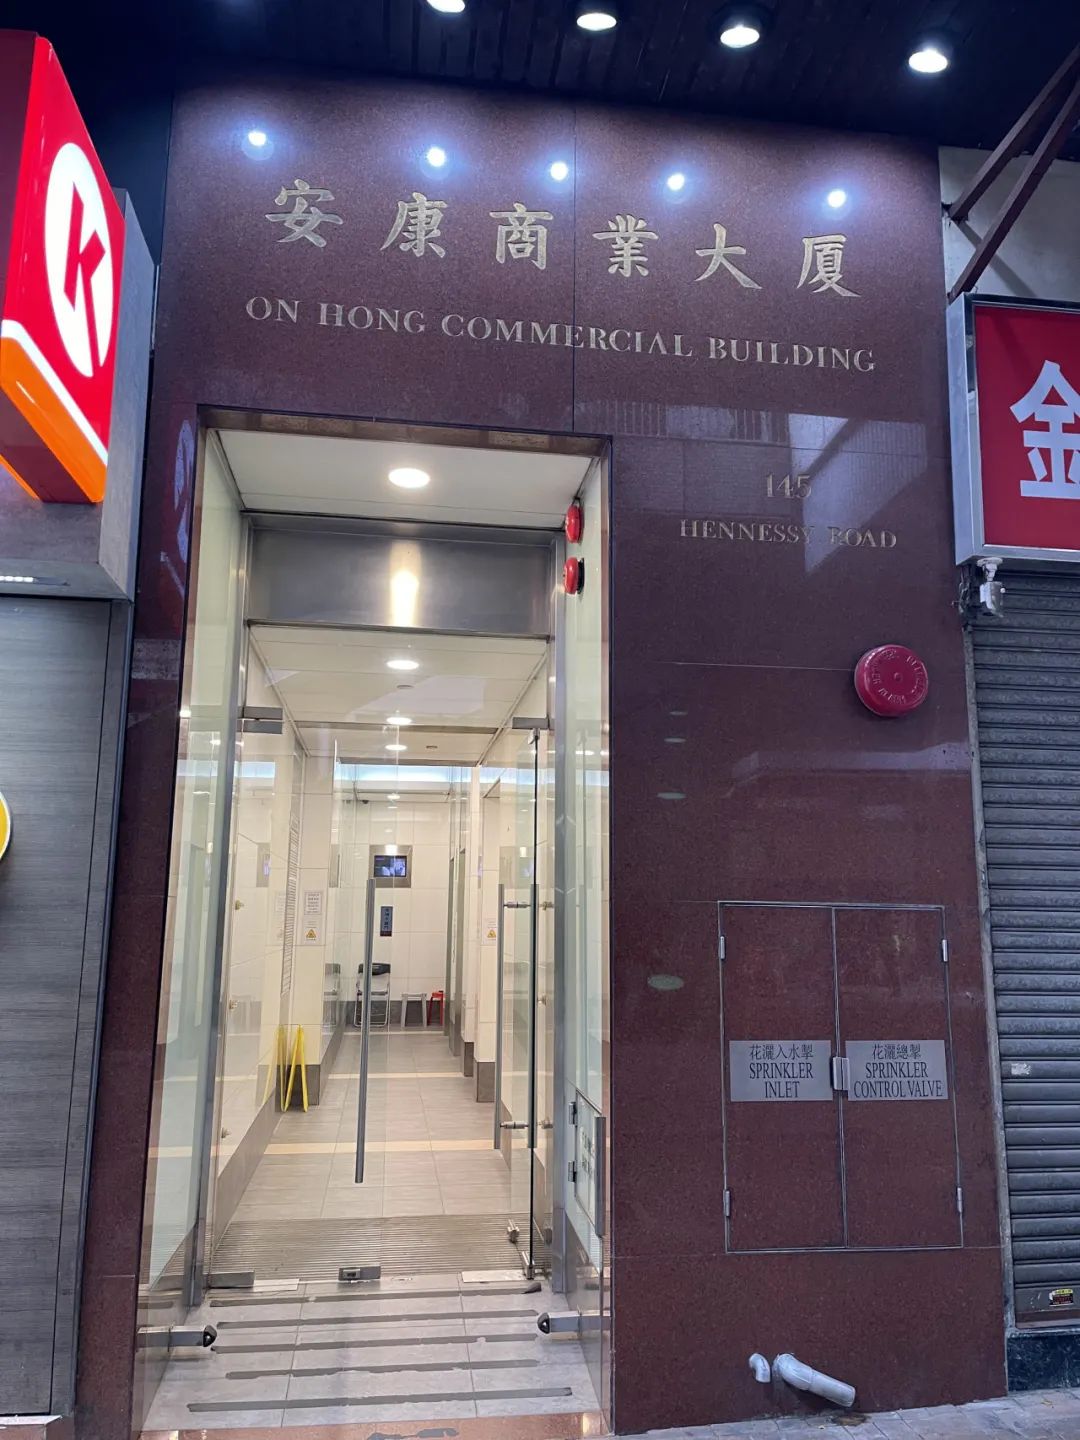 安康商業大厦
ON HONG COMMERCIAL BUILDING
145
HENNESSY ROAD
K
金
花灑入水掣
SPRINKLER
INLET
花灑總掣
SPRINKLER
CONTROL VALVE